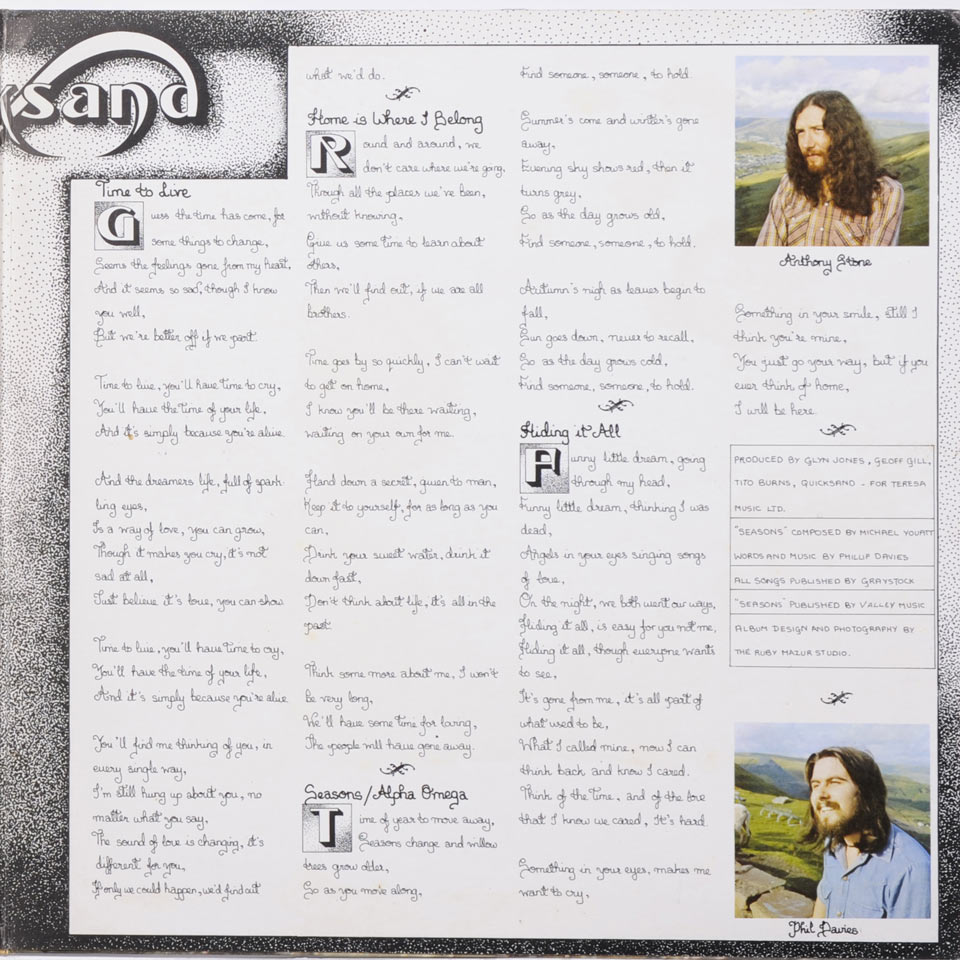 sand
Time to Live
Guess the time has come, for
some things to change,
Seems the feelings gone from my heart,
And it seems so sad, though I know
you well,
But we're better off if we part.
Time to live, you'll have time to cry,
You'll have the time of your life,
And it's simply because you're alive.
And the dreamers life, full of spark-
ling eyes,
Is a way of love, you can grow,
Though it makes you cry, it's not
sad at all,
Just believe it's love, you can show.
Time to live, you'll have time to cry,
You'll have the time of your life,
And it's simply because you're alive
You'll find me thinking of you, in
every single way,
I'm still hung up about you, no
matter what you say,
The sound of love is changing, it's
different for you,
If only we could happen, we'd find out
what we'd do.
Home is Where I Belong
Round and around, we
don't care where we're going,
Through all the places we've been,
without knowing,
Give us some time to learn about
others,
Then we'll find out, if we are all
brothers.
Time goes by so quickly, I can't wait
to get on home,
I know you'll be there waiting,
waiting on your own for me.
Hand down a secret, given to man,
Keep it to yourself, for as long as you
can,
Drink your sweet water, drink it
down fast,
Don't think about life, it's all in the
past.
Think some more about me, I won't
be very long,
We'll have some time for loving,
The people will have gone away.
Seasons/Alpha Omega
Time of year to move away,
Seasons change and willow
trees grow older,
So as you move along,
Find someone, someone, to hold.
Summer's come and winter's gone
away,
Evening sky shows red, then it
turns grey,
So as the day grows old,
Find someone, someone, to hold.
Autumn's nigh as leaves begin to
fall,
Sun goes down, never to recall,
So as the day grows cold,
Find someone, someone, to hold.
Hiding it All
Funny little dream, going
through my head,
Funny little dream, thinking I was
dead,
Angels in your eyes singing songs
of love,
On the night, we both went our ways,
Hiding it all, is easy for you not me,
Hiding it all, though everyone wants
to see,
It's gone from me, it's all part of
what used to be,
What I called mine, now I can
think back and know I cared.
Think of the time, and of the love
that I know we cared, It's hard.
Something in your eyes, makes me
want to cry,
Anthony Stone
Something in your smile, still I
think you're mine,
You just go your way, but if you
ever think of home,
I will be here.
PRODUCED BY GLYN JONES, GEOFF GILL,
TITO BURNS, QUICKSAND - FOR TERESA
MUSIC LTD.
"SEASONS" COMPOSED BY MICHAEL YOUATT
WORDS AND MUSIC BY PHILLIP DAVIES
ALL SONGS PUBLISHED BY GRAYSTOCK
"SEASONS" PUBLISHED BY VALLEY MUSIC
ALBUM DESIGN AND PHOTOGRAPHY BY
THE RUBY MAZUR STUDIO.
Phil Davies